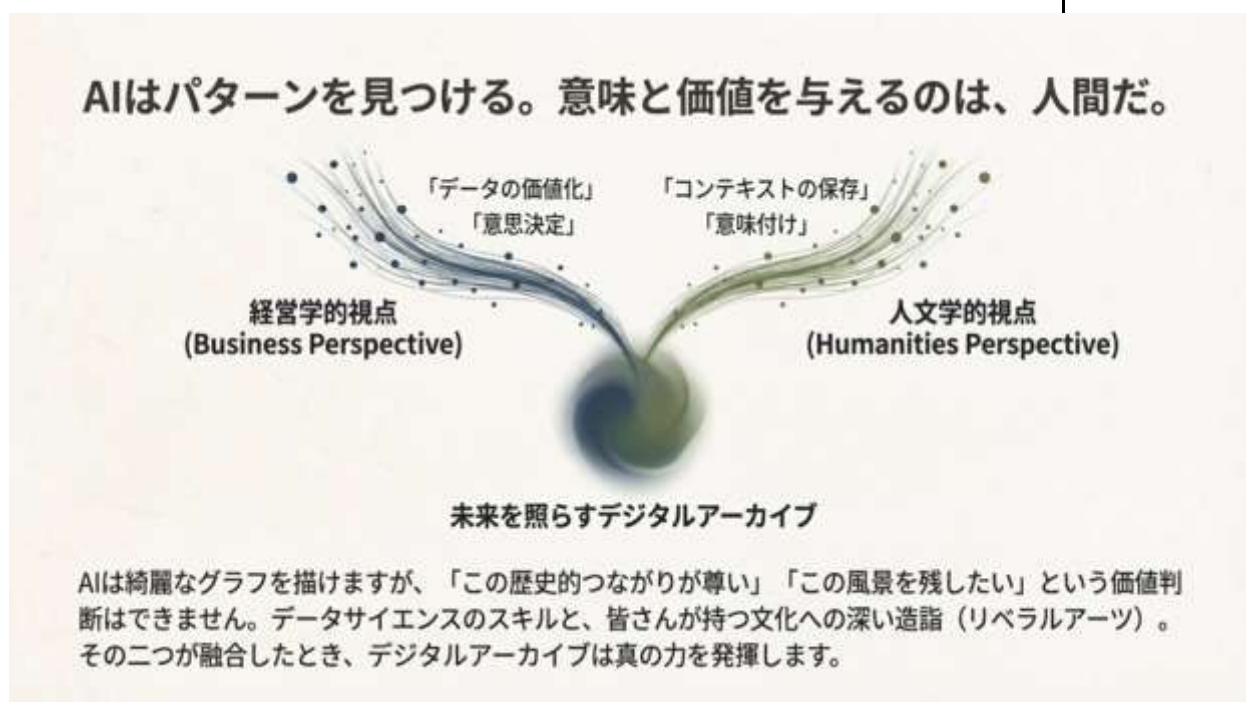 AIはパターンを見つける。意味と価値を与えるのは、人間だ。
「データの価値化」
「意思決定」
「コンテキストの保存」
「意味付け」
経営学的視点
(Business Perspective)
人文学的視点
(Humanities Perspective)
未来を照らすデジタルアーカイブ
AIは綺麗なグラフを描けますが、「この歴史的つながりが尊い」「この風景を残したい」という価値判
断はできません。データサイエンスのスキルと、皆さんが持つ文化への深い造詣（リベラルアーツ）。
その二つが融合したとき、デジタルアーカイブは真の力を発揮します。